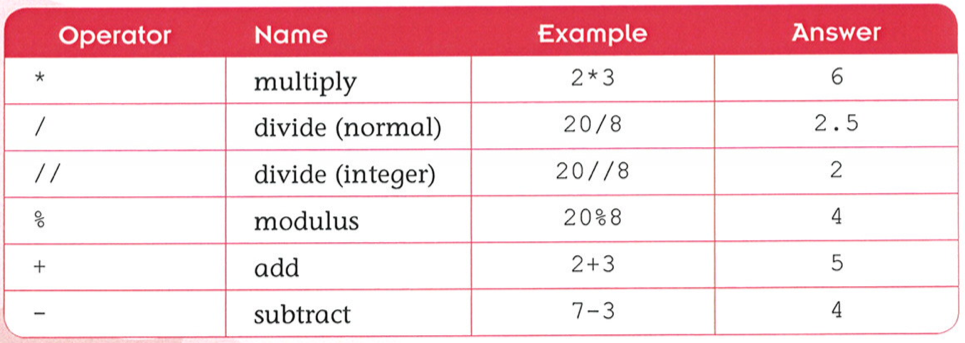 Operator Name Example Answer
* multiply 2*3 6
/ divide (normal) 20/8 2.5
// divide (integer) 20//8 2
% modulus 20%8 4
+ add 2+3 5
− subtract 7−3 4